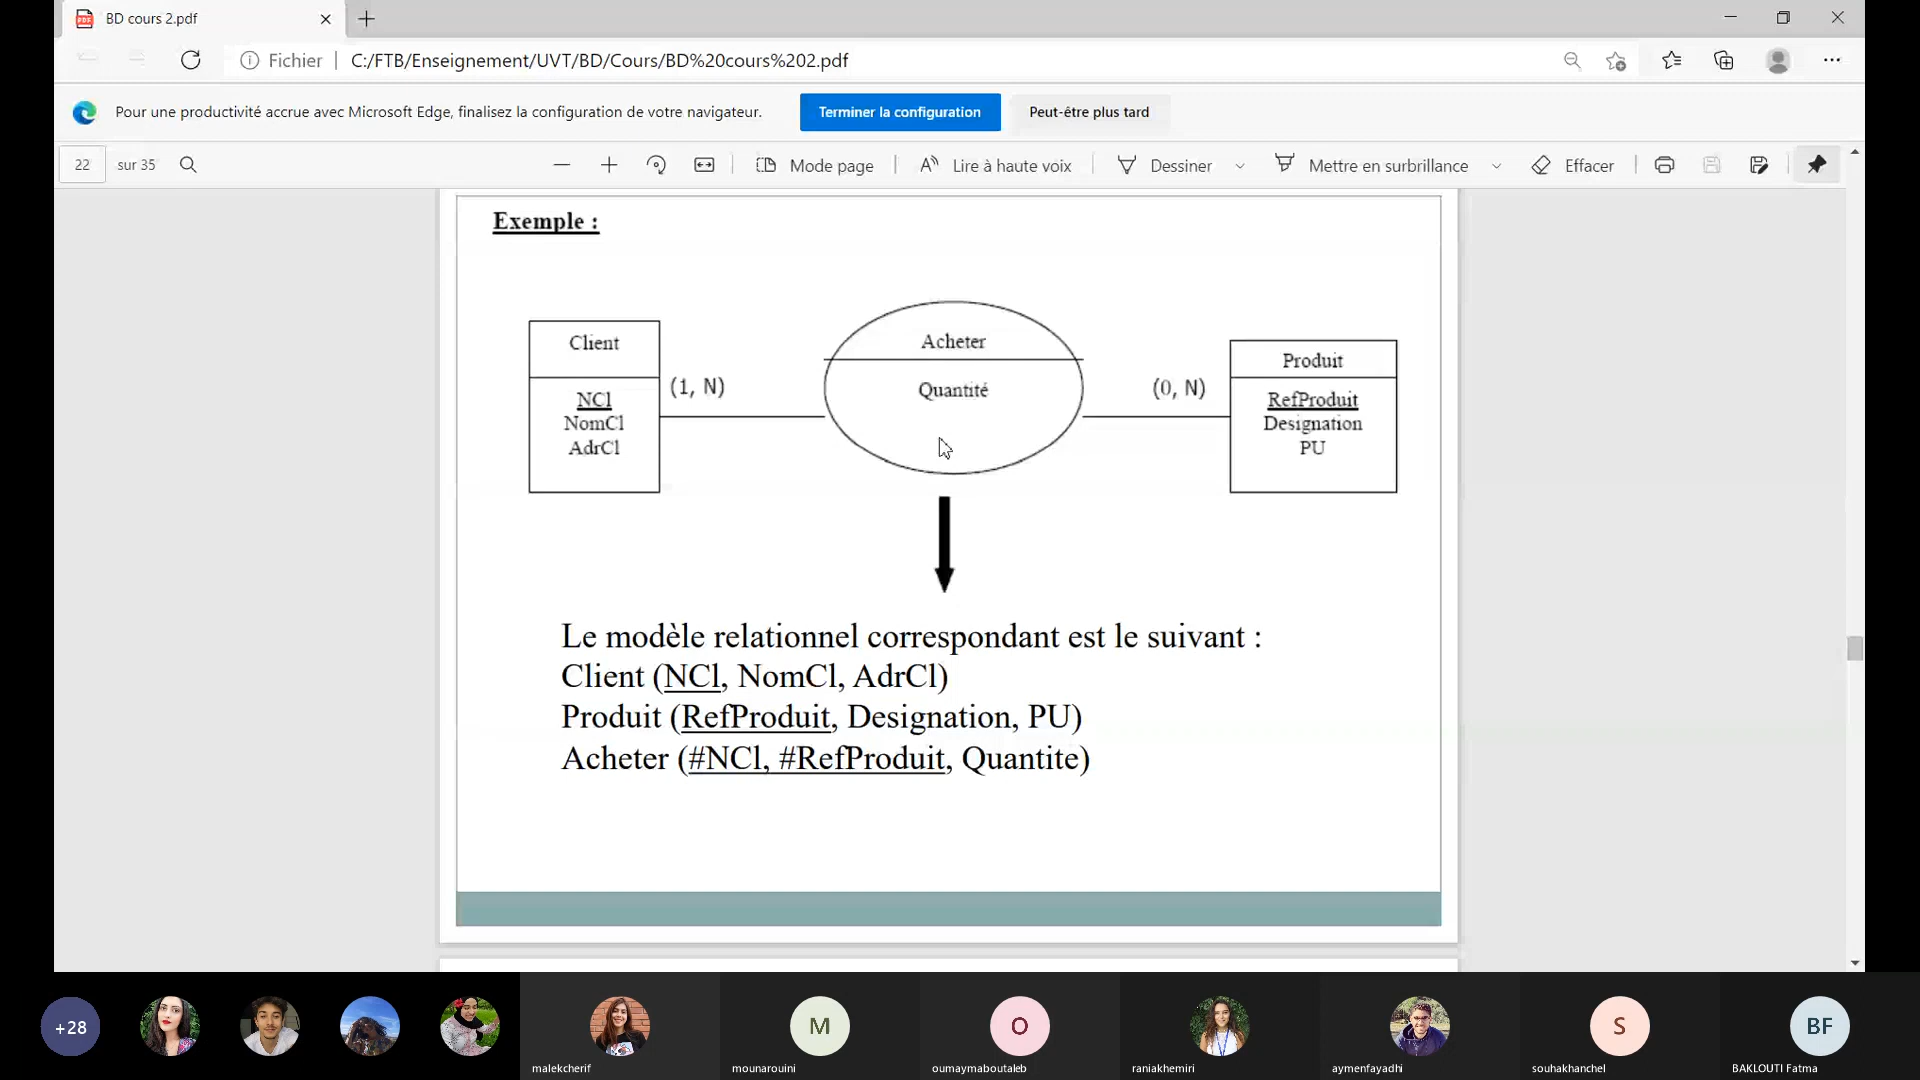 BD cours 2.pdf
Fichier | C:/FTB/Enseignement/UVT/BD/Cours/BD%20cours%202.pdf
Pour une productivité accrue avec Microsoft Edge, finalisez la configuration de votre navigateur. Terminer la configuration Peut-être plus tard
22 sur 35 Mode page Lire à haute voix Dessiner Mettre en surbrillance Effacer
Exemple :
Client
NCl
NomCl
AdrCl
(1, N)
Acheter
Quantité
(0, N)
Produit
RefProduit
Designation
PU
Le modèle relationnel correspondant est le suivant :
Client (NCl, NomCl, AdrCl)
Produit (RefProduit, Designation, PU)
Acheter (#NCl, #RefProduit, Quantite)
+28 M O S BF
malekcherif mounarouini oumaymaboutaleb raniakhemiri aymenfayadhi souhakhanchel BAKLOUTI Fatma